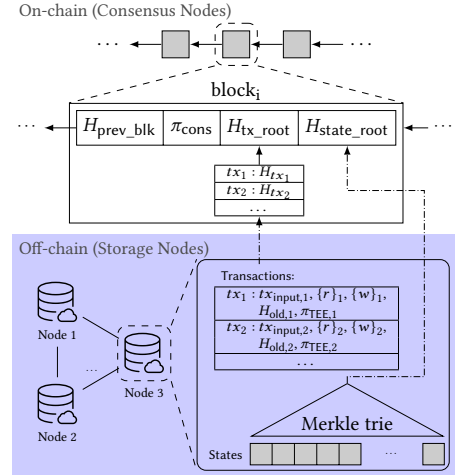 On-chain (Consensus Nodes)
... ...
block_i
... H_prev_blk π_cons H_tx_root H_state_root ...
tx_1 : H_tx_1
tx_2 : H_tx_2
...
Off-chain (Storage Nodes)
Transactions:
tx_1 : tx_input,1, {r}_1, {w}_1,
H_old,1, π_TEE,1
tx_2 : tx_input,2, {r}_2, {w}_2,
H_old,2, π_TEE,2
...
Node 1
...
Node 3
Node 2
Merkle trie
States ...